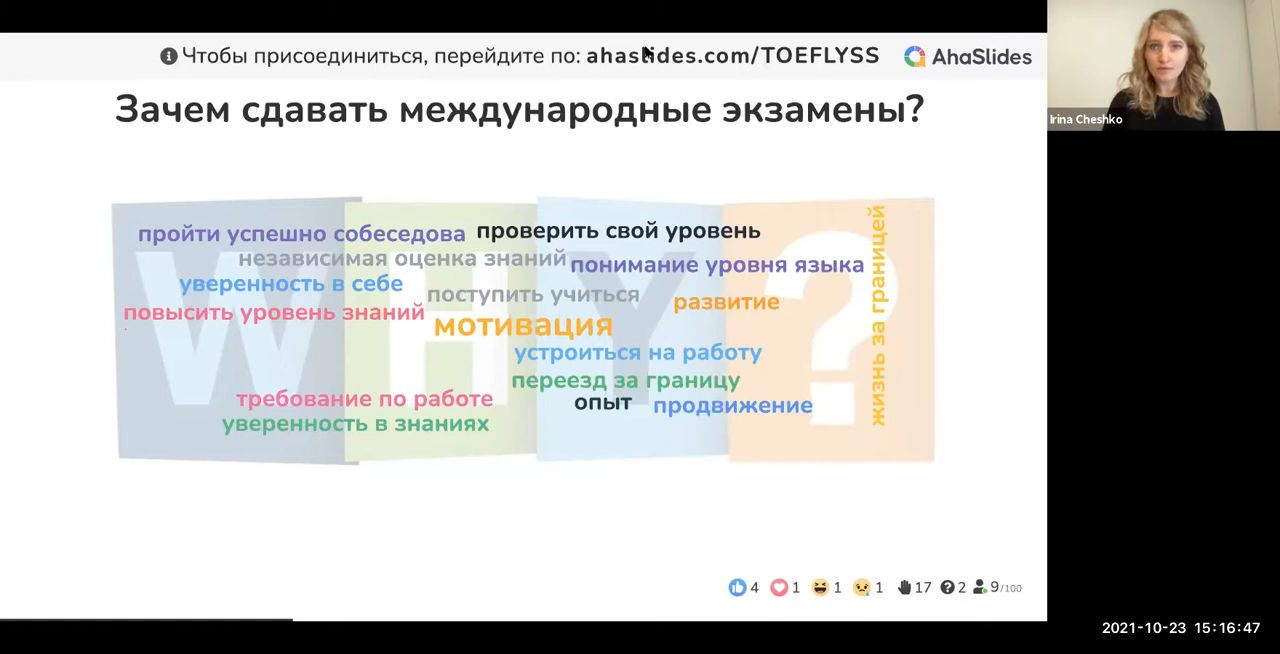 Чтобы присоединиться, перейдите по: ahaslides.com/TOEFLYSS
AhaSlides
Irina Cheshko
Зачем сдавать международные экзамены?
WHY?
пройти успешно собеседова
проверить свой уровень
независимая оценка знаний
понимание уровня языка
уверенность в себе
поступить учиться
развитие
повысить уровень знаний
мотивация
жизнь за границей
устроиться на работу
переезд за границу
требование по работе
опыт
продвижение
уверенность в знаниях
4 1 1 1 17 2 9/100
2021-10-23 15:16:47